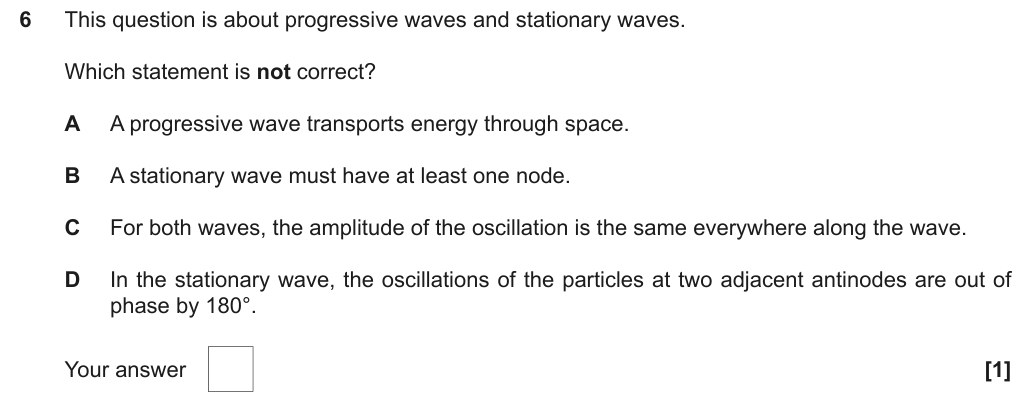 6 This question is about progressive waves and stationary waves.
Which statement is not correct?
A A progressive wave transports energy through space.
B A stationary wave must have at least one node.
C For both waves, the amplitude of the oscillation is the same everywhere along the wave.
D In the stationary wave, the oscillations of the particles at two adjacent antinodes are out of
phase by 180°.
Your answer [1]